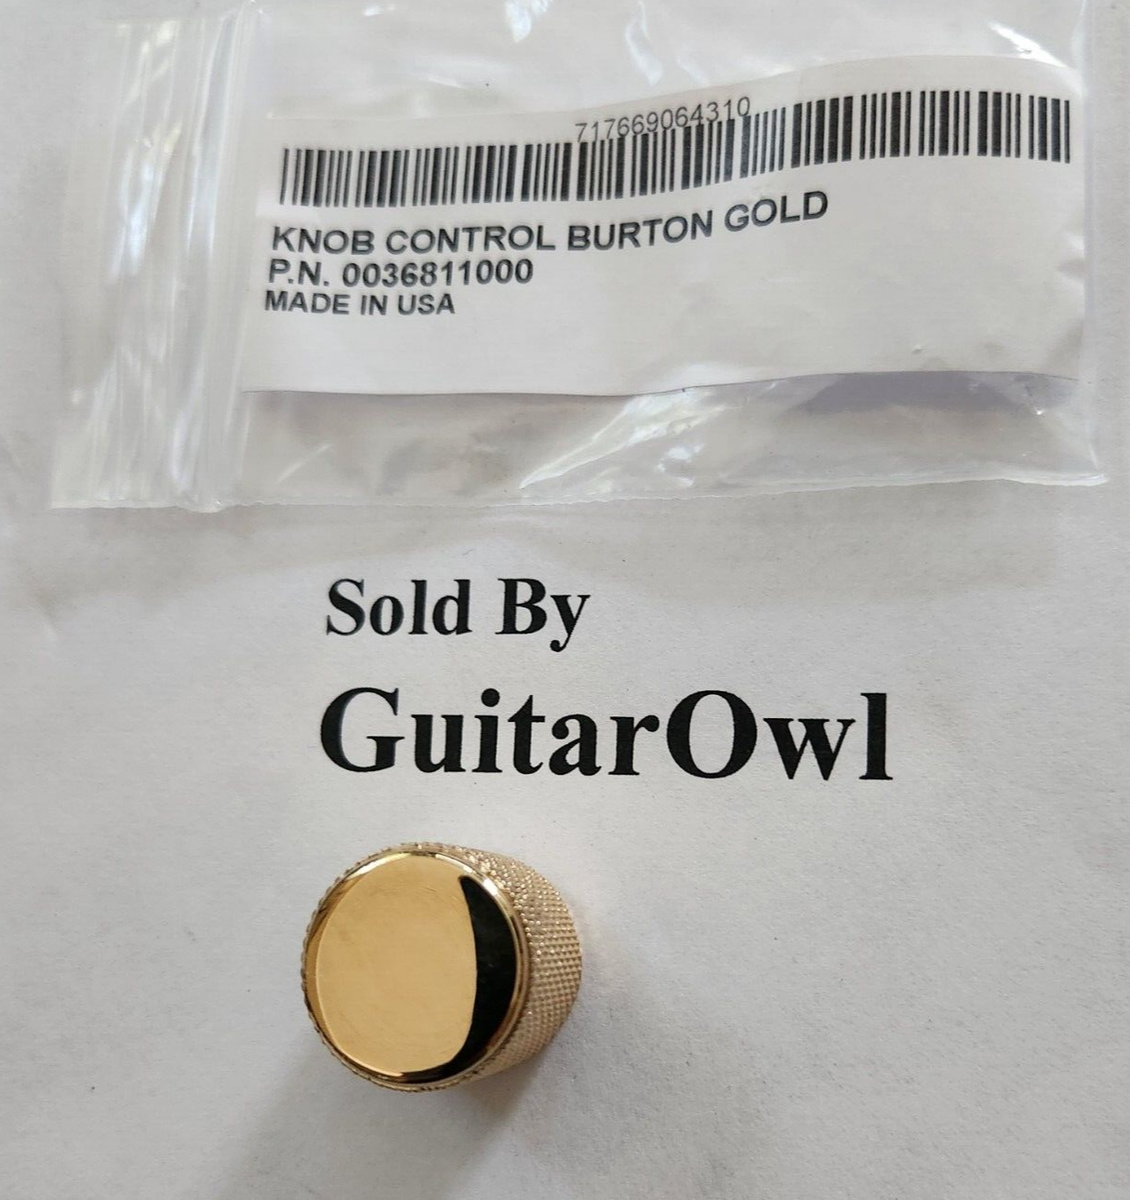 717669064310
KNOB CONTROL BURTON GOLD
P.N. 0036811000
MADE IN USA
Sold By
GuitarOwl